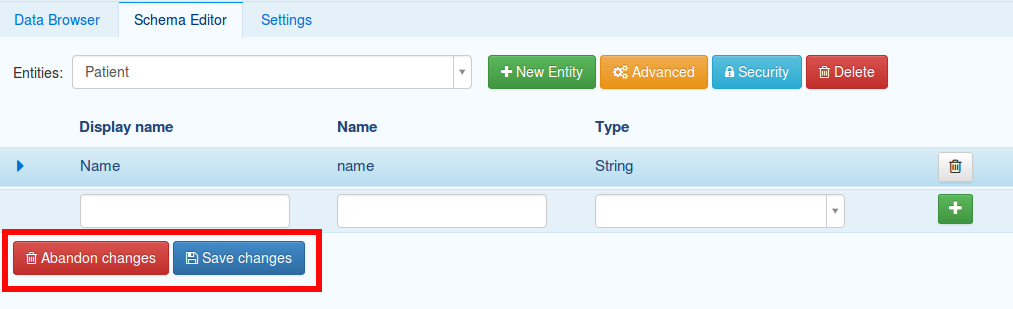 Data Browser Schema Editor Settings
Entities: Patient New Entity Advanced Security Delete
Display name Name Type
Name name String
Abandon changes Save changes